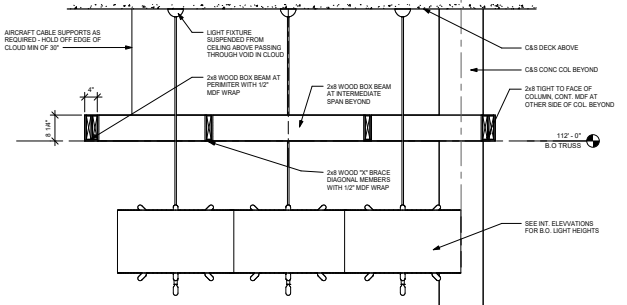 AIRCRAFT CABLE SUPPORTS AS
REQUIRED - HOLD OFF EDGE OF
CLOUD MIN OF 30"
LIGHT FIXTURE
SUSPENDED FROM
CEILING ABOVE PASSING
THROUGH VOID IN CLOUD
C&S DECK ABOVE
C&S CONC COL BEYOND
2x8 WOOD BOX BEAM AT
PERIMITER WITH 1/2"
MDF WRAP
2x8 WOOD BOX BEAM
AT INTERMEDIATE
SPAN BEYOND
2x8 TIGHT TO FACE OF
COLUMN, CONT. MDF AT
OTHER SIDE OF COL. BEYOND
4"
8 1/4"
112' - 0"
B.O TRUSS
2x8 WOOD "X" BRACE
DIAGONAL MEMBERS
WITH 1/2" MDF WRAP
SEE INT. ELEVVATIONS
FOR B.O. LIGHT HEIGHTS